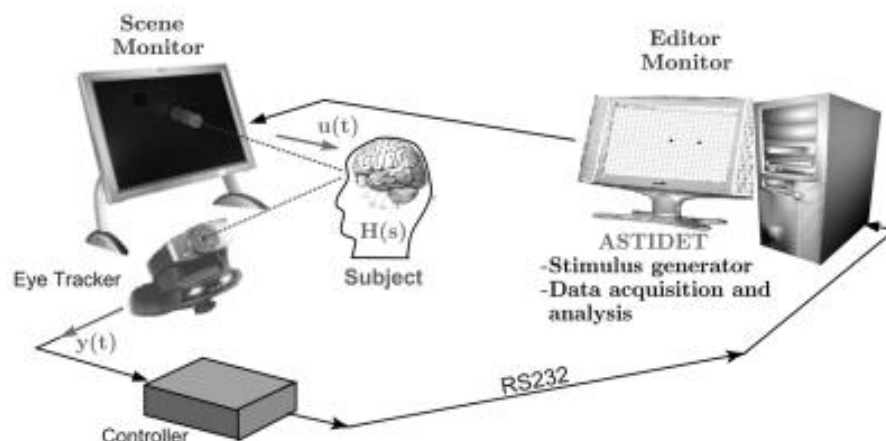 Scene
Monitor
Editor
Monitor
u(t)
H(s)
Subject
Eye Tracker
ASTIDET
-Stimulus generator
-Data acquisition and
analysis
y(t)
RS232
Controller